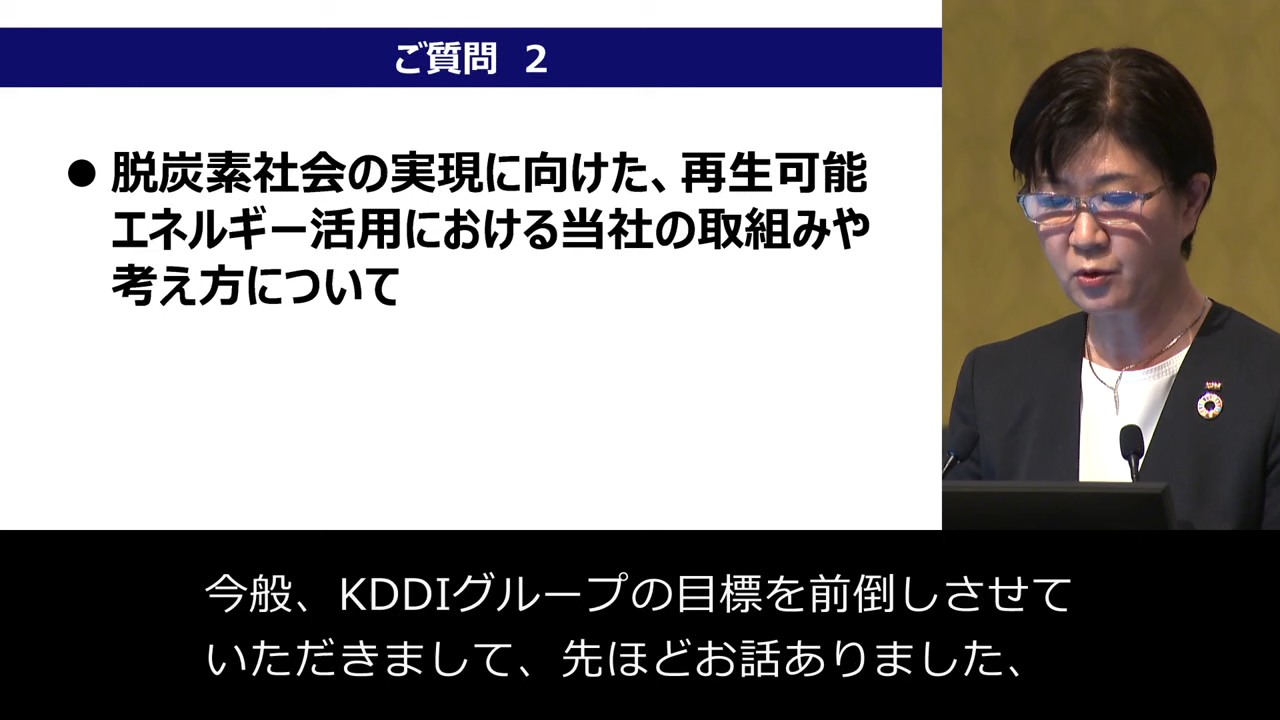 ご質問 2
● 脱炭素社会の実現に向けた、再生可能
エネルギー活用における当社の取組みや
考え方について
今般、KDDIグループの目標を前倒しさせて
いただきまして、先ほどお話ありました、